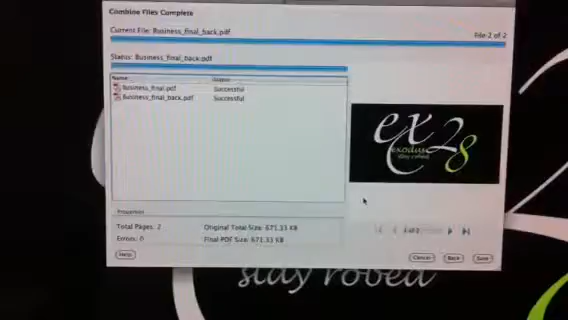 Combine Files Complete
Current File: Business_final_back.pdf
File 2 of 2
Status: Business_final_back.pdf
Name Status
Business_final.pdf Successful
Business_final_back.pdf Successful
ex28
exodus
stay robed
Properties
Total Pages: 2 Original Total Size: 671.33 KB
Errors: 0 Final PDF Size: 671.33 KB
Help
Cancel Back Save
stay robed